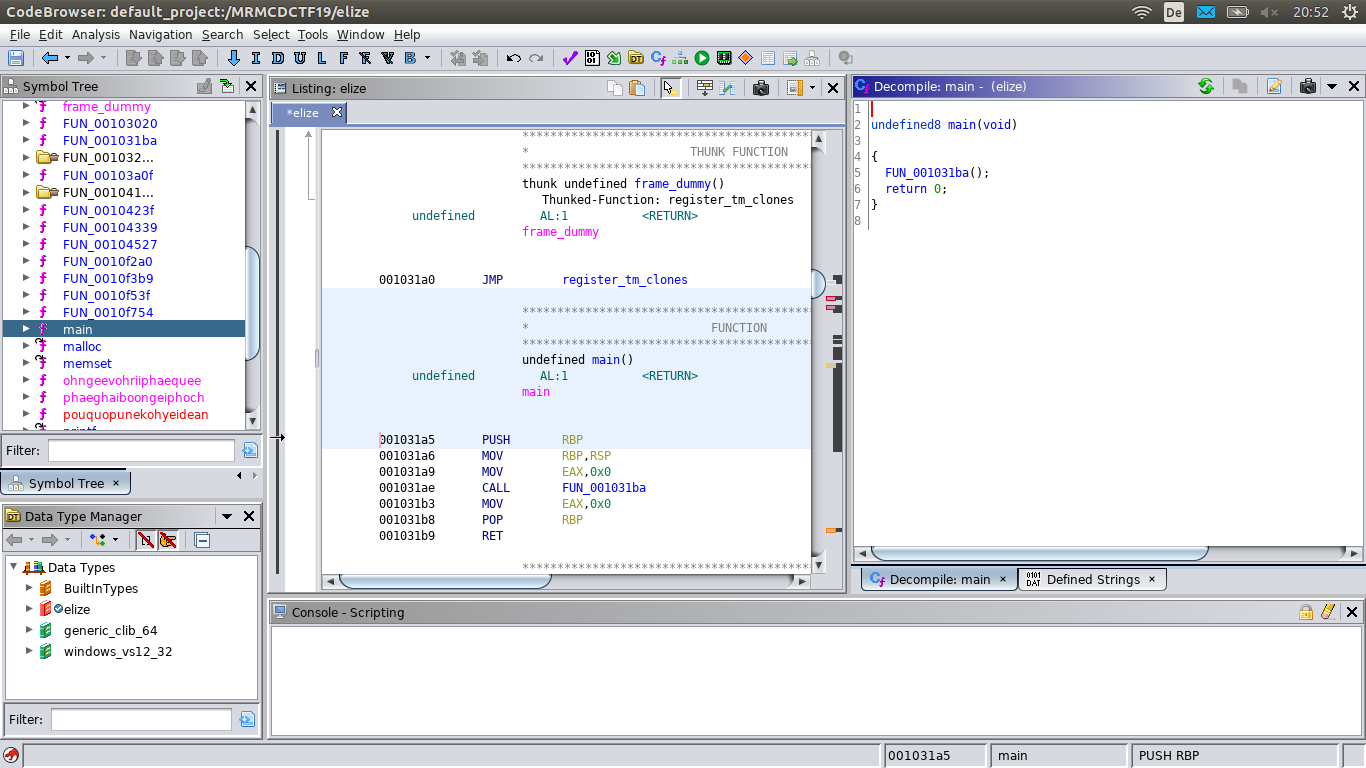 CodeBrowser: default_project:/MRMCDCTF19/elize
De
20:52
File Edit Analysis Navigation Search Select Tools Window Help
I D U L F R V B
Symbol Tree
frame_dummy
FUN_00103020
FUN_001031ba
FUN_001032...
FUN_00103a0f
FUN_001041...
FUN_0010423f
FUN_00104339
FUN_00104527
FUN_0010f2a0
FUN_0010f3b9
FUN_0010f53f
FUN_0010f754
main
malloc
memset
ohngeevohriiphaequee
phaeghaiboongeiphoch
pouquopunekohyeidean
printf
Filter:
Symbol Tree ×
Data Type Manager
Data Types
BuiltInTypes
elize
generic_clib_64
windows_vs12_32
Filter:
Listing: elize
*elize
*****************************************
* THUNK FUNCTION
*****************************************
thunk undefined frame_dummy()
Thunked-Function: register_tm_clones
undefined AL:1 <RETURN>
frame_dummy
001031a0 JMP register_tm_clones
*****************************************
* FUNCTION
*****************************************
undefined main()
undefined AL:1 <RETURN>
main
001031a5 PUSH RBP
001031a6 MOV RBP,RSP
001031a9 MOV EAX,0x0
001031ae CALL FUN_001031ba
001031b3 MOV EAX,0x0
001031b8 POP RBP
001031b9 RET
*****************************************
Decompile: main - (elize)
1
2 undefined8 main(void)
3
4 {
5 FUN_001031ba();
6 return 0;
7 }
8
Decompile: main × Defined Strings ×
Console - Scripting
001031a5 main PUSH RBP